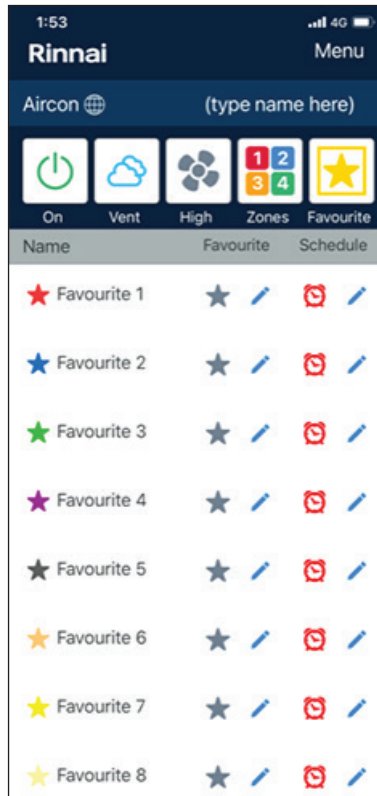 1:53 4G
Rinnai Menu
Aircon (type name here)
1 2
3 4
On Vent High Zones Favourite
Name Favourite Schedule
Favourite 1
Favourite 2
Favourite 3
Favourite 4
Favourite 5
Favourite 6
Favourite 7
Favourite 8